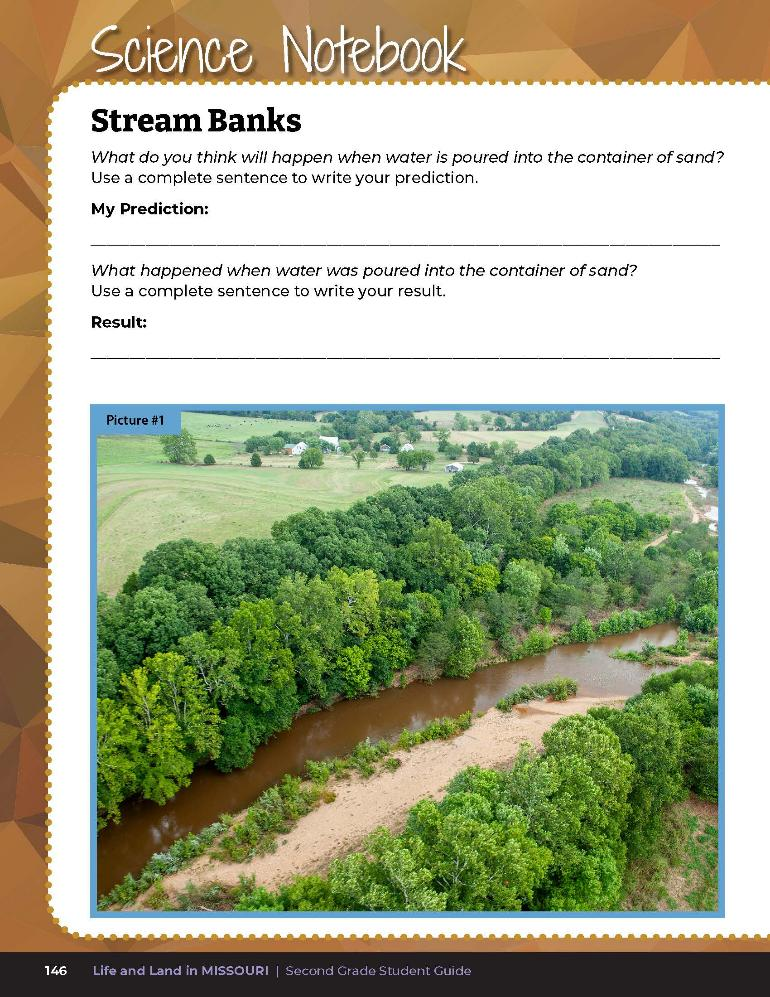 Science Notebook
Stream Banks
What do you think will happen when water is poured into the container of sand?
Use a complete sentence to write your prediction.
My Prediction:
What happened when water was poured into the container of sand?
Use a complete sentence to write your result.
Result:
Picture #1
146 Life and Land in MISSOURI | Second Grade Student Guide